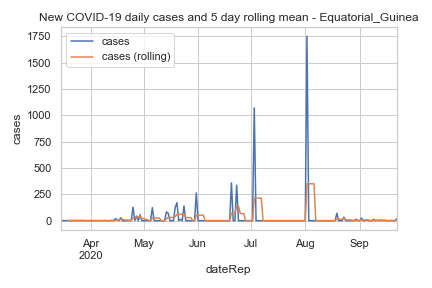 New COVID-19 daily cases and 5 day rolling mean - Equatorial_Guinea
cases
cases (rolling)
1750
1500
1250
1000
750
500
250
0
cases
Apr
2020
May
Jun
Jul
Aug
Sep
dateRep